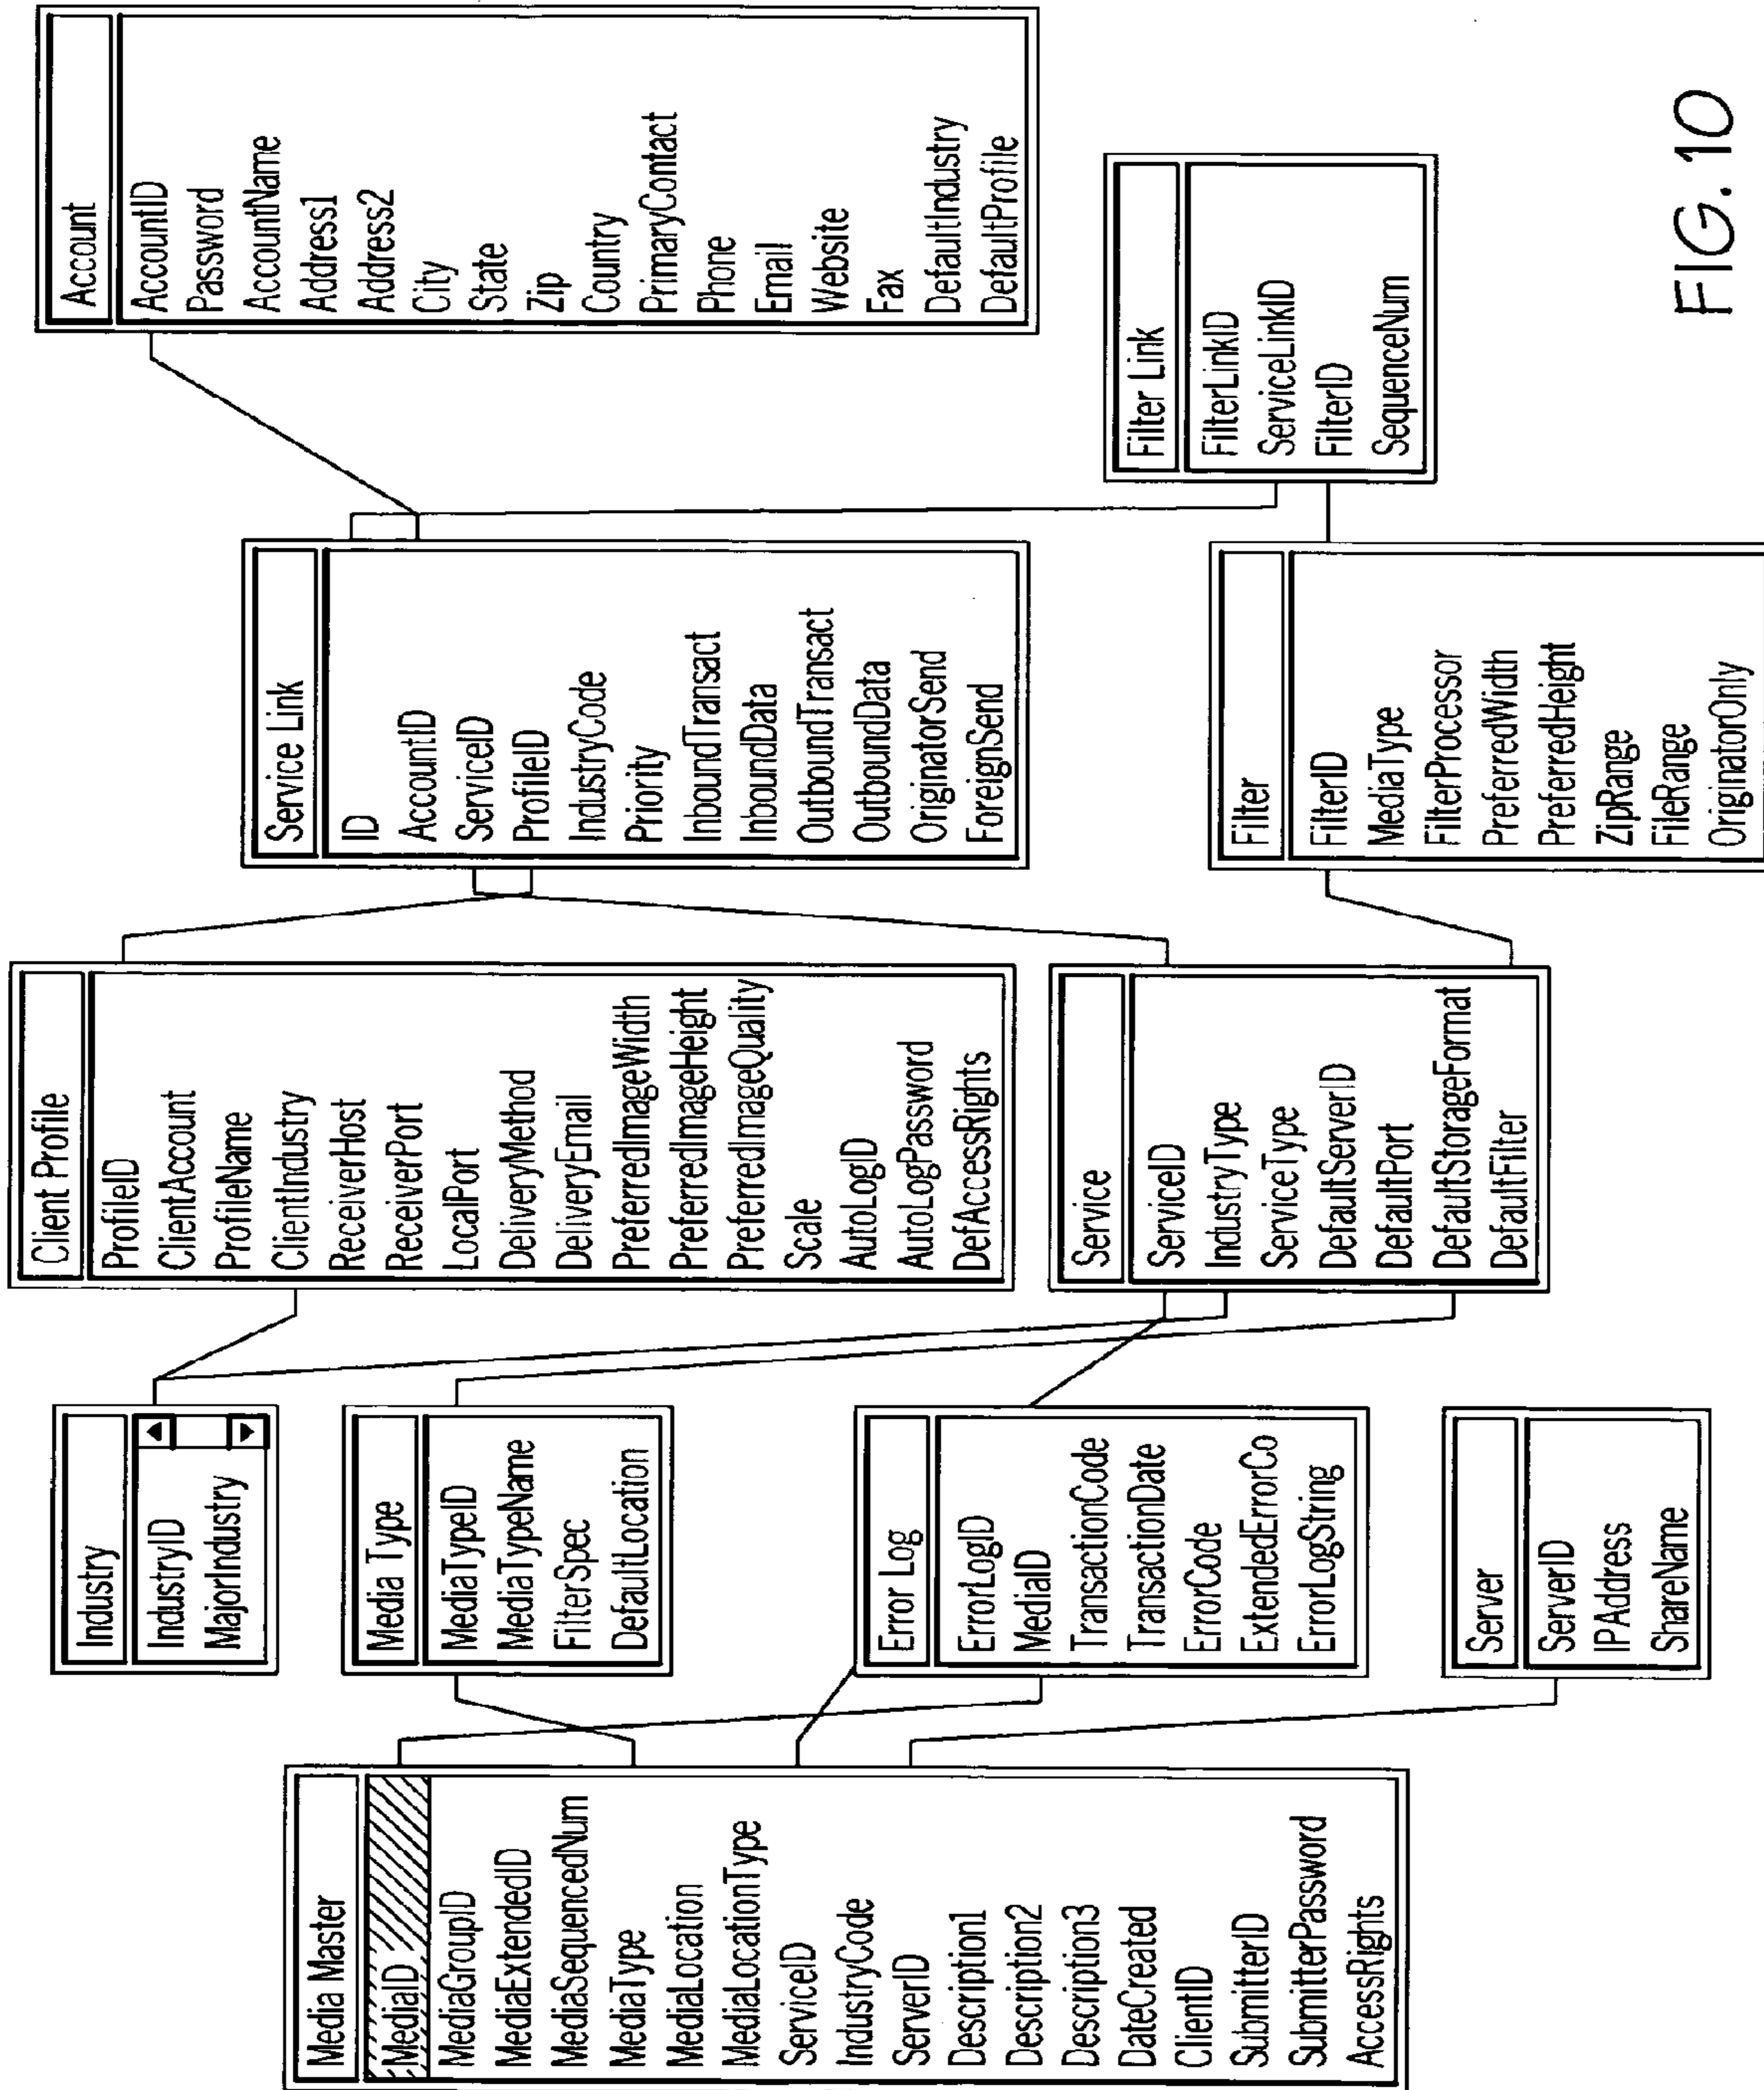 Media Master
MediaID
MediaGroupID
MediaExtendedID
MediaSequencedNum
MediaType
MediaLocation
MediaLocationType
ServiceID
IndustryCode
ServerID
Description1
Description2
Description3
DateCreated
ClientID
SubmitterID
SubmitterPassword
AccessRights
Industry
IndustryID
MajorIndustry
Media Type
MediaTypeID
MediaTypeName
FilterSpec
DefaultLocation
Error Log
ErrorLogID
MediaID
TransactionCode
TransactionDate
ErrorCode
ExtendedErrorCo
ErrorLogString
Server
ServerID
IPAddress
ShareName
Client Profile
ProfileID
ClientAccount
ProfileName
ClientIndustry
ReceiverHost
ReceiverPort
LocalPort
DeliveryMethod
DeliveryEmail
PreferredImageWidth
PreferredImageHeight
PreferredImageQuality
Scale
AutoLogID
AutoLogPassword
DefAccessRights
Service
ServiceID
IndustryType
ServiceType
DefaultServerID
DefaultPort
DefaultStorageFormat
DefaultFilter
Service Link
ID
AccountID
ServiceID
ProfileID
IndustryCode
Priority
InboundTransact
InboundData
OutboundTransact
OutboundData
OriginatorSend
ForeignSend
Filter
FilterID
MediaType
FilterProcessor
PreferredWidth
PreferredHeight
ZipRange
FileRange
OriginatorOnly
Account
AccountID
Password
AccountName
Address1
Address2
City
State
Zip
Country
PrimaryContact
Phone
Email
Website
Fax
DefaultIndustry
DefaultProfile
Filter Link
FilterLinkID
ServiceLinkID
FilterID
SequenceNum
FIG. 10